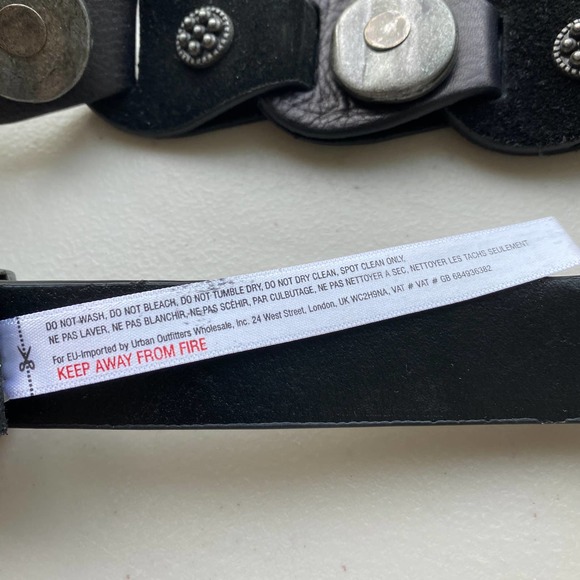 DO NOT WASH, DO NOT BLEACH, DO NOT TUMBLE DRY, DO NOT DRY CLEAN, SPOT CLEAN ONLY.
NE PAS LAVER, NE PAS BLANCHIR, NE PAS SCÉHIR, PAR CULBUTAGE, NE PAS NETTOYER A SEC, NETTOYER LES TACHS SEULEMENT.
For EU-Imported by Urban Outfitters Wholesale, Inc. 24 West Street, London, UK WC2H9NA, VAT # VAT # GB 684936382
KEEP AWAY FROM FIRE